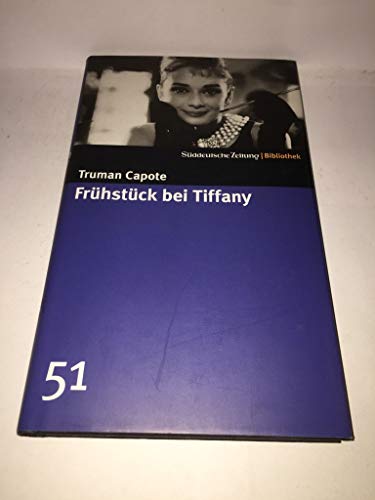 Süddeutsche Zeitung | Bibliothek
Truman Capote
Frühstück bei Tiffany
51